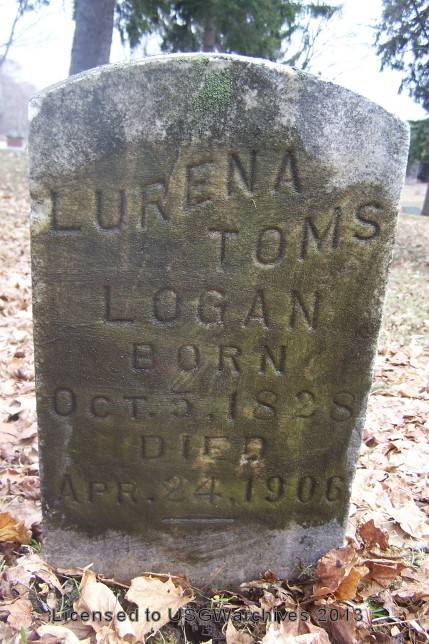 LURENA
TOMS
LOGAN
BORN
OCT. 5, 1828
DIED
APR. 24, 1906
Licensed to USGWarchives 2013